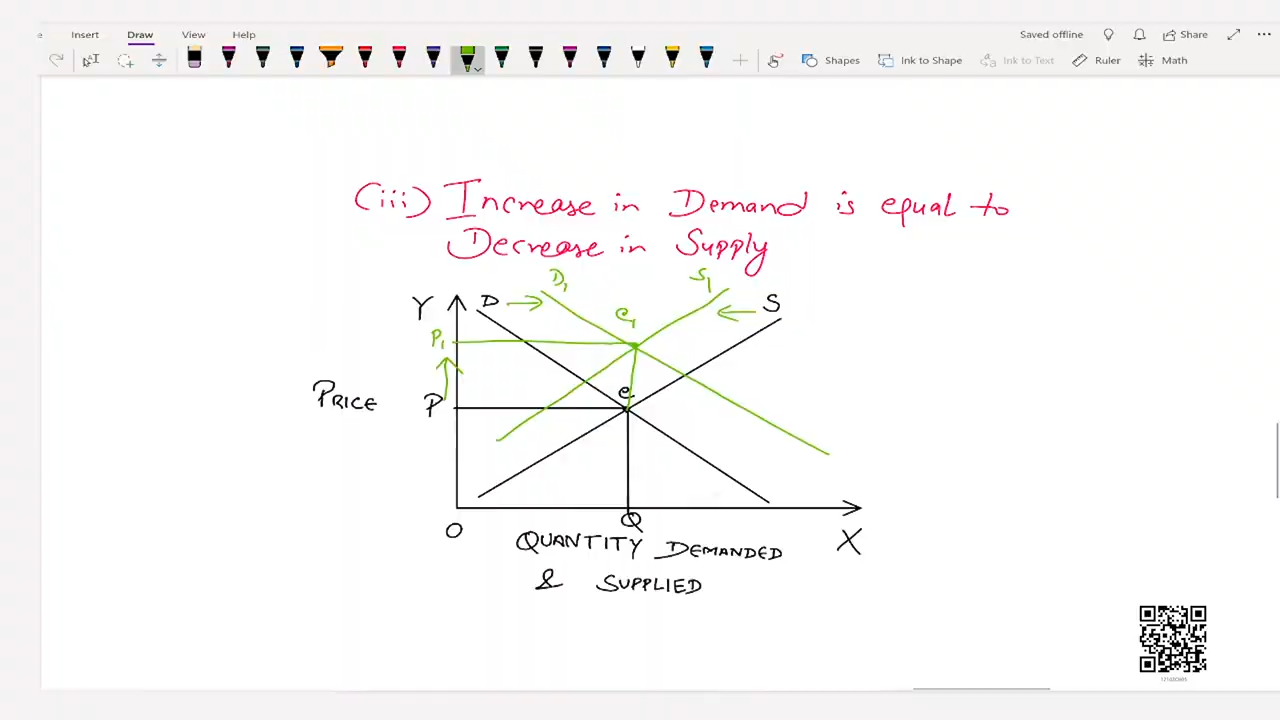 Insert Draw View Help Saved offline Share
Shapes Ink to Shape Ink to Text Ruler Math
(iii) Increase in Demand is equal to
Decrease in Supply
D1 S1
Y D e1 S
P1
PRICE P e
O Q X
QUANTITY DEMANDED
& SUPPLIED